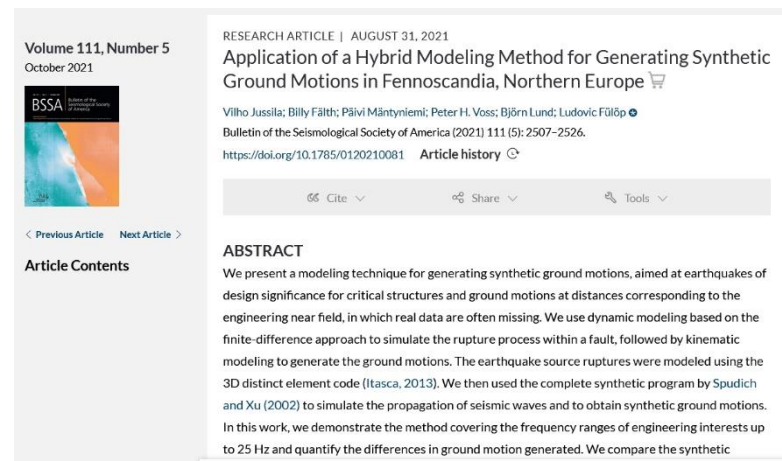 Volume 111, Number 5
October 2021
BSSA
Bulletin of the
Seismological Society
of America
< Previous Article Next Article >
Article Contents
RESEARCH ARTICLE | AUGUST 31, 2021
Application of a Hybrid Modeling Method for Generating Synthetic
Ground Motions in Fennoscandia, Northern Europe
Vilho Jussila; Billy Fälth; Päivi Mäntyniemi; Peter H. Voss; Björn Lund; Ludovic Fülöp
Bulletin of the Seismological Society of America (2021) 111 (5): 2507–2526.
https://doi.org/10.1785/0120210081 Article history
Cite Share Tools
ABSTRACT
We present a modeling technique for generating synthetic ground motions, aimed at earthquakes of
design significance for critical structures and ground motions at distances corresponding to the
engineering near field, in which real data are often missing. We use dynamic modeling based on the
finite-difference approach to simulate the rupture process within a fault, followed by kinematic
modeling to generate the ground motions. The earthquake source ruptures were modeled using the
3D distinct element code (Itasca, 2013). We then used the complete synthetic program by Spudich
and Xu (2002) to simulate the propagation of seismic waves and to obtain synthetic ground motions.
In this work, we demonstrate the method covering the frequency ranges of engineering interests up
to 25 Hz and quantify the differences in ground motion generated. We compare the synthetic